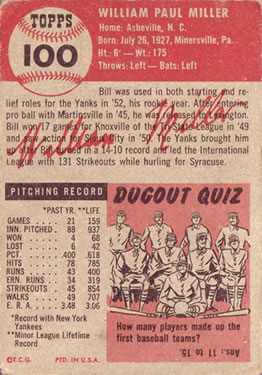 TOPPS
100
WILLIAM PAUL MILLER
Home: Asheville, N. C.
Born: July 26, 1927, Minersville, Pa.
Ht.: 6' — Wt.: 175
Throws: Left - Bats: Left
Bill was used in both starting and re-
lief roles for the Yanks in '52, his rookie year. After
pro ball with Martinsville in '45, he was released
Bill won 17 games for Knoxville of the State League in '49
and saw action for Sioux City in '50. The Yanks brought him
after Bill in a 14-10 record and led the International
League with 131 Strikeouts while hurling for Syracuse.
William Miller
PITCHING RECORD
*PAST YR. **LIFE
GAMES 21 159
INN. PITCHED 88 937
WON 4 68
LOST 6 42
PCT. .400 .618
HITS 78 785
RUNS 43 400
ERN. RUNS 34 319
STRIKEOUTS 45 854
WALKS 49 707
E. R. A. 3.48 3.06
*Record with New York Yankees
**Minor League Lifetime Record
©T.C.G. PTD. IN U.S.A.
DUGOUT QUIZ
How many players made up the
first baseball teams?
Ans.: 11 to 15.